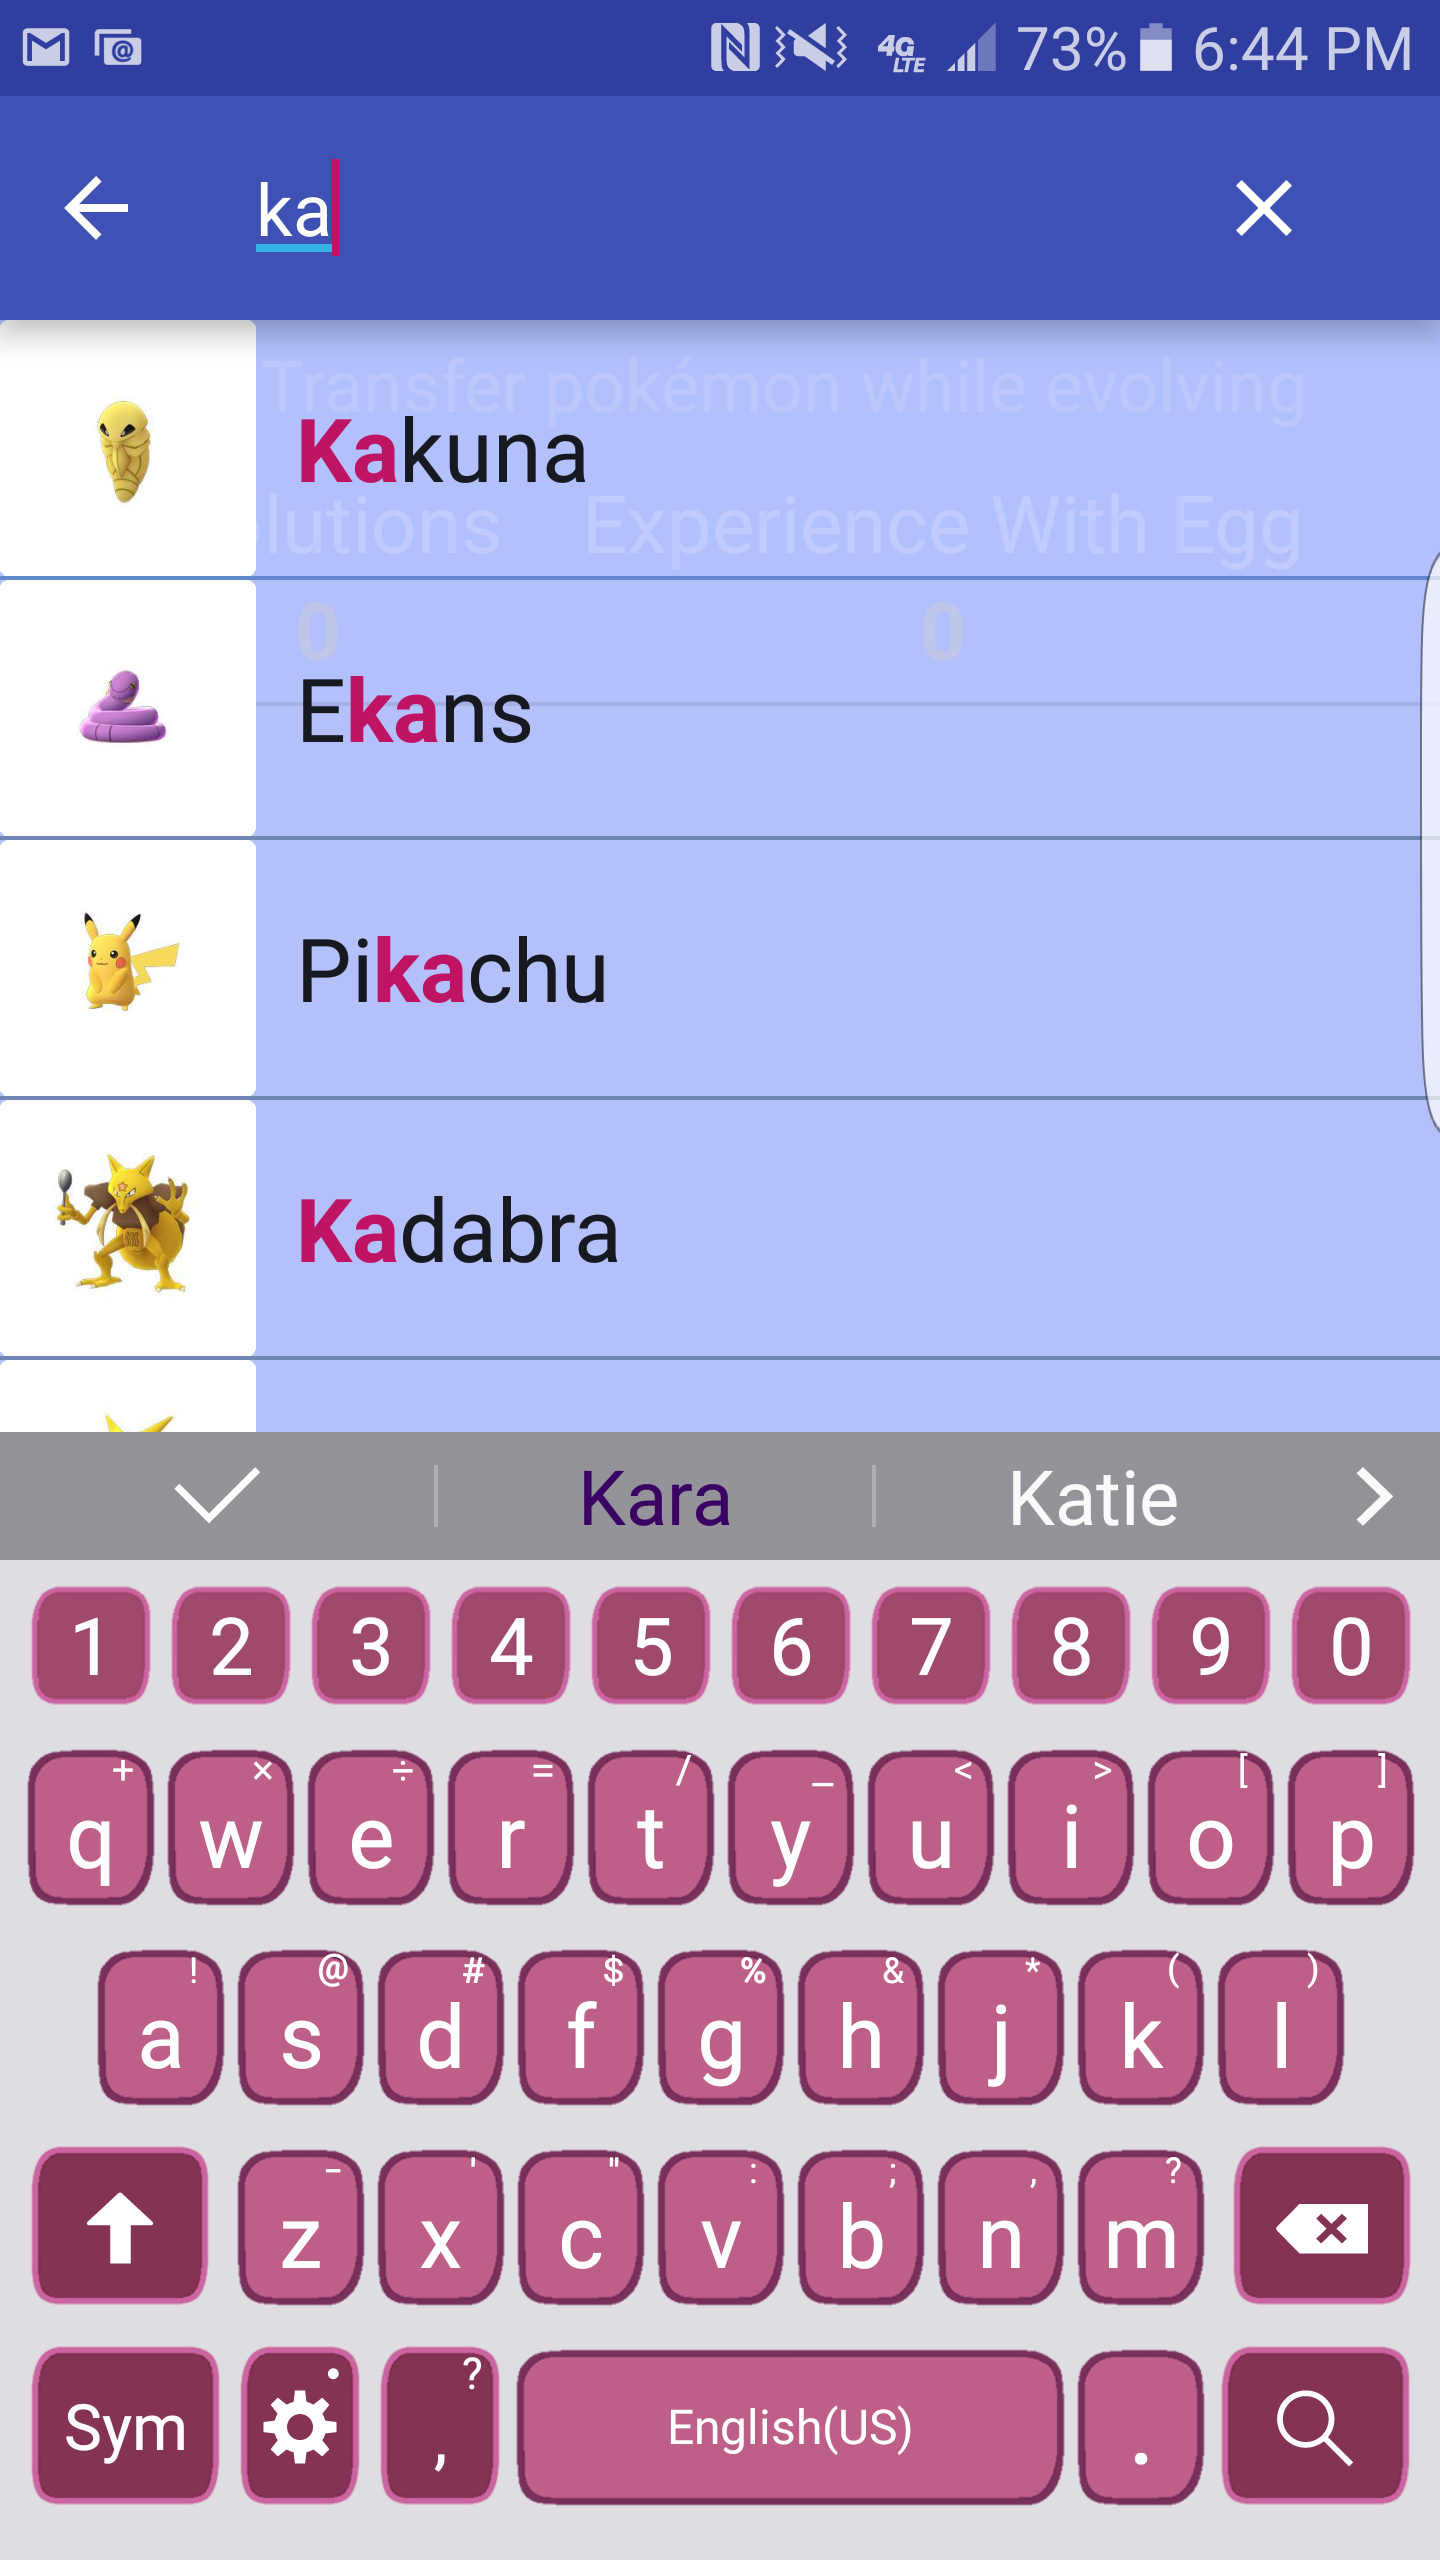 4G LTE 73% 6:44 PM
ka
Transfer pokémon while evolving
Kakuna
lutions Experience With Egg
0 0
Ekans
Pikachu
Kadabra
Kara Katie
1 2 3 4 5 6 7 8 9 0
+ × ÷ = / _ < > [ ]
q w e r t y u i o p
! @ # $ % & * ( )
a s d f g h j k l
- ' " : ; , ?
z x c v b n m
?
Sym , English(US) .